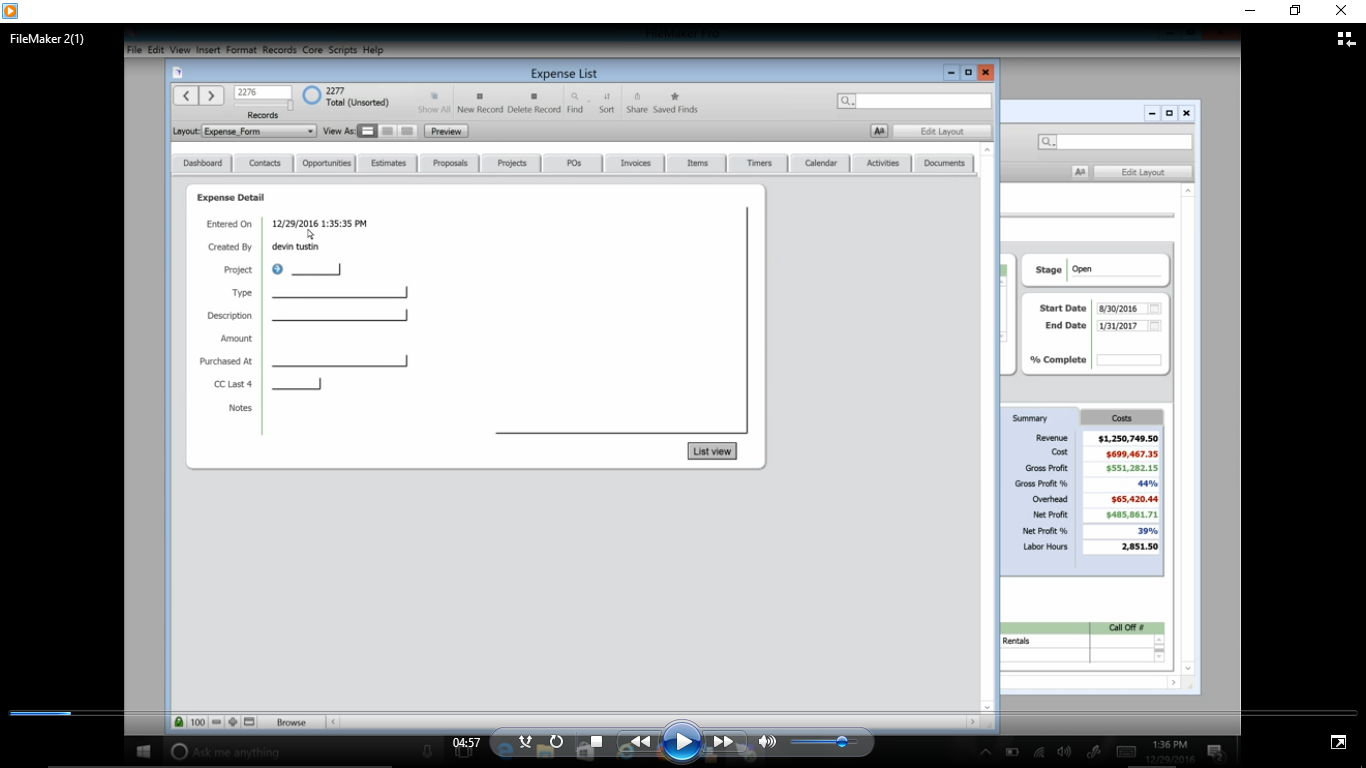 FileMaker 2(1)
FileMaker Pro
File Edit View Insert Format Records Core Scripts Help
Expense List
2276
2277
Total (Unsorted)
Records
Show All New Record Delete Record Find Sort Share Saved Finds
Layout: Expense_Form View As: Preview Aa Edit Layout
Dashboard Contacts Opportunities Estimates Proposals Projects POs Invoices Items Timers Calendar Activities Documents
Expense Detail
Entered On 12/29/2016 1:35:35 PM
Created By devin tustin
Project
Type
Description
Amount
Purchased At
CC Last 4
Notes
List view
100 Browse
Aa Edit Layout
Stage Open
Start Date 8/30/2016
End Date 1/31/2017
% Complete
Summary Costs
Revenue $1,250,749.50
Cost $699,467.35
Gross Profit $551,282.15
Gross Profit % 44%
Overhead $65,420.44
Net Profit $485,861.71
Net Profit % 39%
Labor Hours 2,851.50
Call Off #
Rentals
04:57
Ask me anything
1:36 PM
12/29/2016